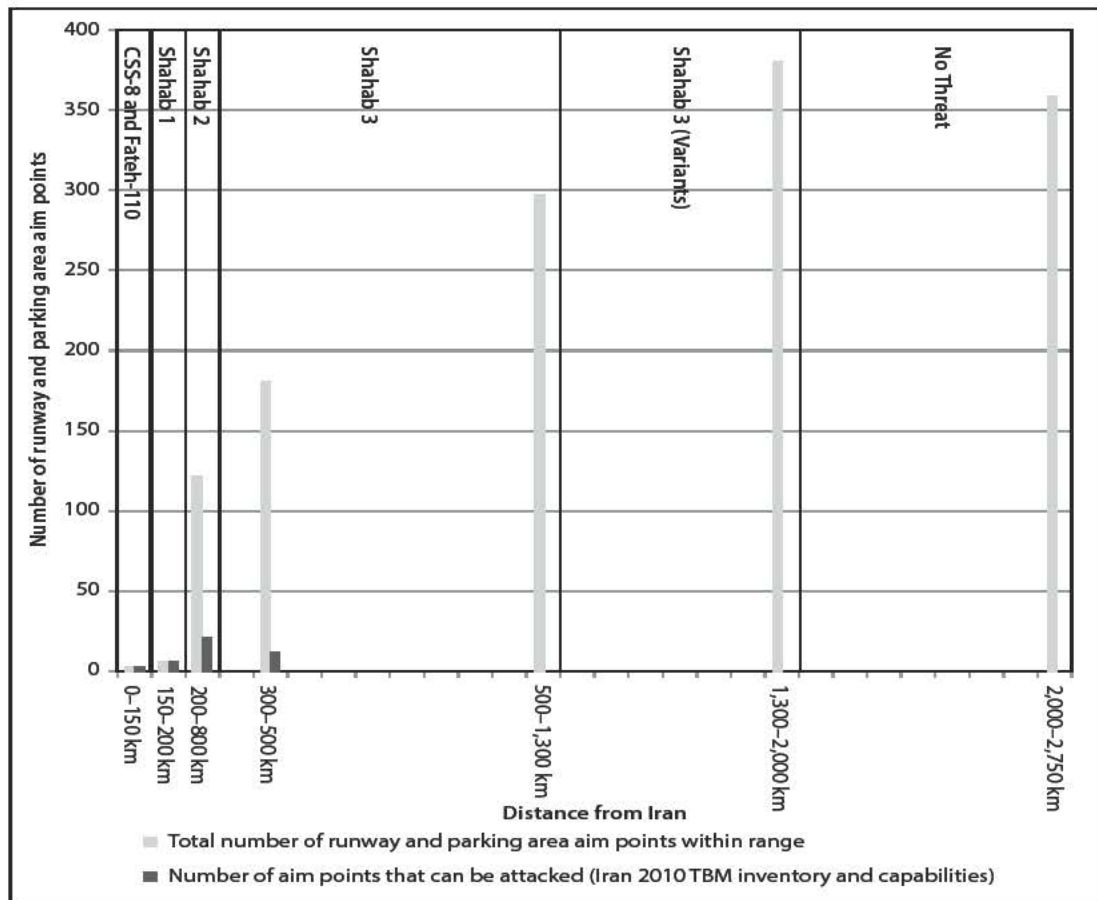 Number of runway and parking area aim points
400
350
300
250
200
150
100
50
0
CSS-8 and Fateh-110
Shahab 1
Shahab 2
Shahab 3
Shahab 3 (Variants)
No Threat
0–150 km
150–200 km
200–800 km
300–500 km
500–1,300 km
1,300–2,000 km
2,000–2,750 km
Distance from Iran
Total number of runway and parking area aim points within range
Number of aim points that can be attacked (Iran 2010 TBM inventory and capabilities)